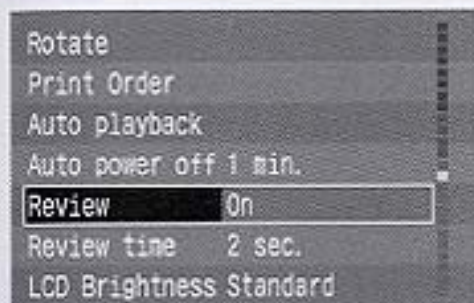 Rotate
Print Order
Auto playback
Auto power off 1 min.
Review On
Review time 2 sec.
LCD Brightness Standard